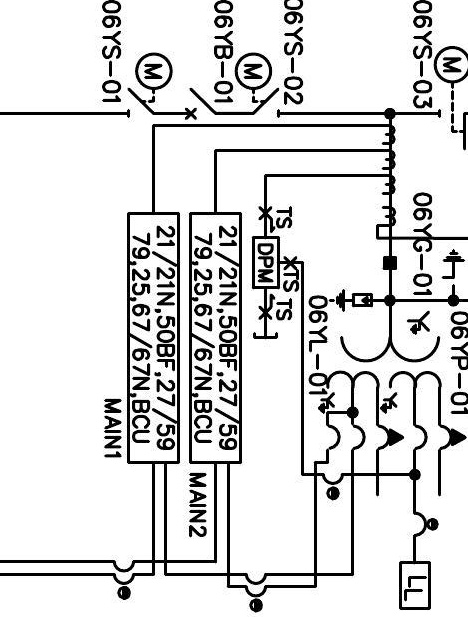 06YS-01
M
06YB-01
M
06YS-02
06YS-03
M
TS
DPM
TS
TS
06YG-01
06YL-01
06YP-01
Y
Y
Y
21/21N,50BF,27/59
79,25,67/67N,BCU
MAIN1
21/21N,50BF,27/59
79,25,67/67N,BCU
MAIN2
LL